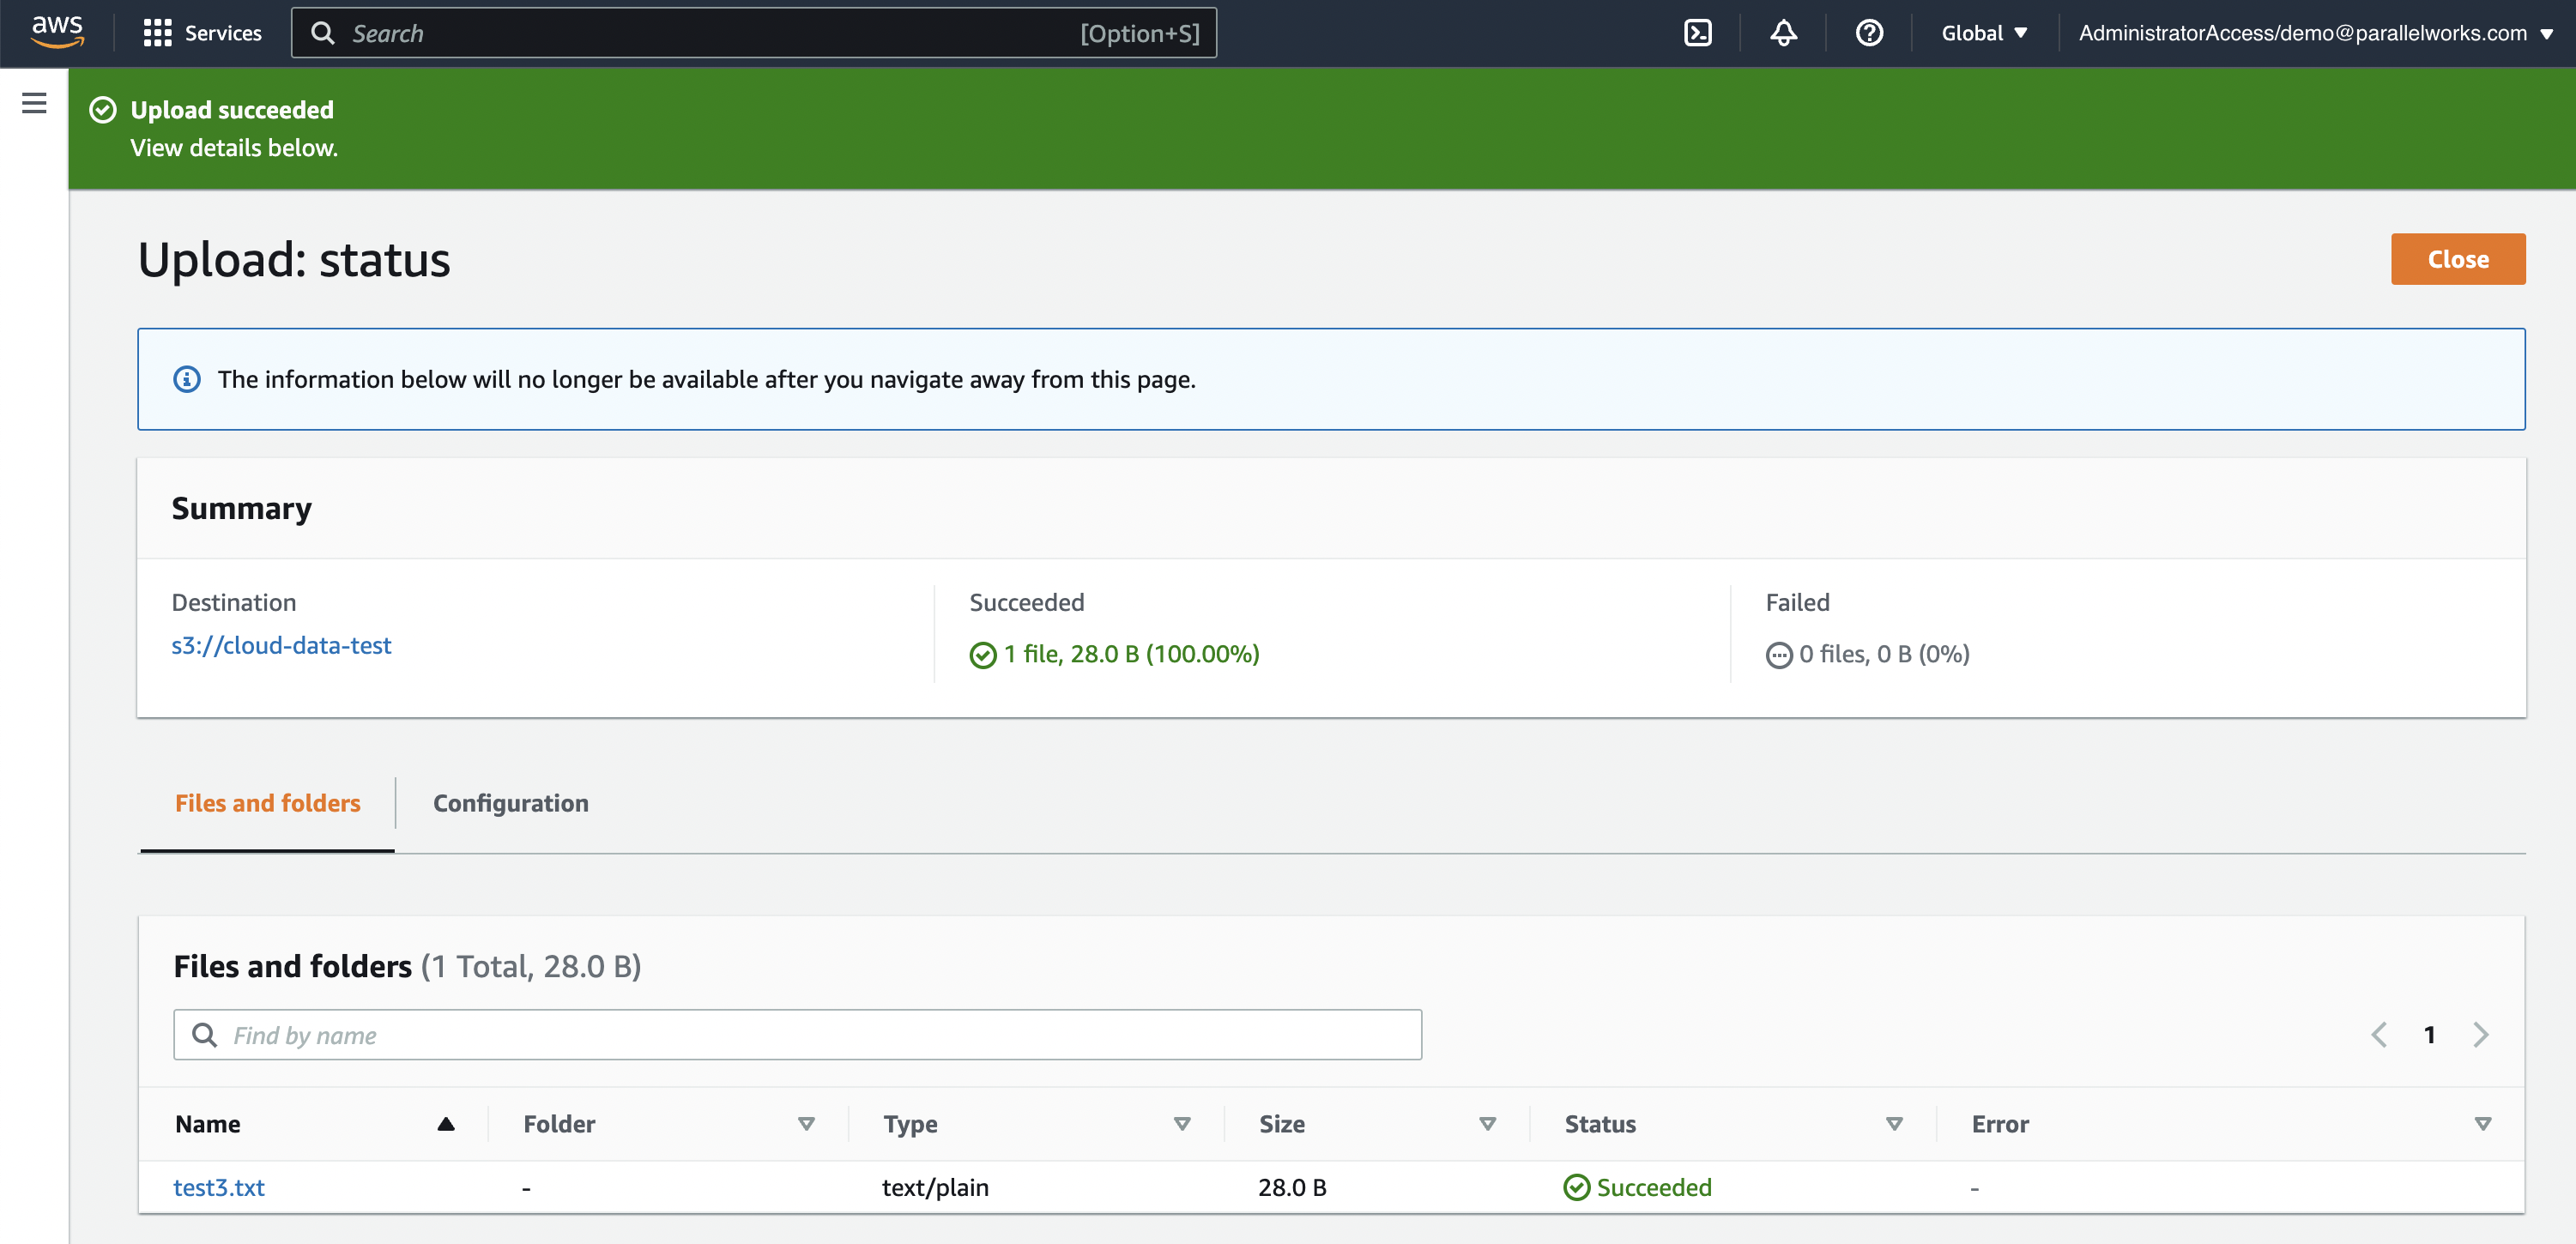 aws
Services
Search [Option+S]
Global
AdministratorAccess/demo@parallelworks.com
Upload succeeded
View details below.
Upload: status
Close
The information below will no longer be available after you navigate away from this page.
Summary
Destination
s3://cloud-data-test
Succeeded
1 file, 28.0 B (100.00%)
Failed
0 files, 0 B (0%)
Files and folders
Configuration
Files and folders (1 Total, 28.0 B)
Find by name
1
Name Folder Type Size Status Error
test3.txt - text/plain 28.0 B Succeeded -